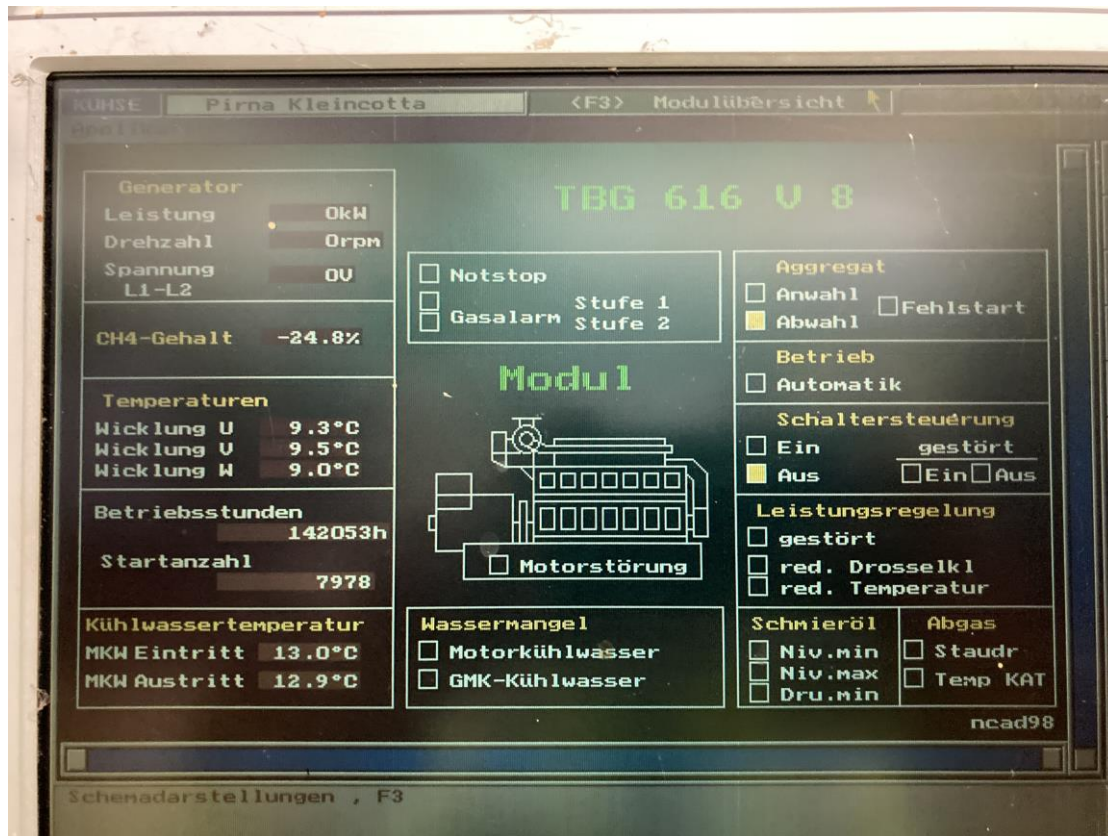 KUHSE Pirna Kleincotta <F3> Modulübersicht
Generator
Leistung 0kW
Drehzahl 0rpm
Spannung 0V
L1-L2
CH4-Gehalt -24.8%
Temperaturen
Wicklung U 9.3°C
Wicklung V 9.5°C
Wicklung W 9.0°C
Betriebsstunden
142053h
Startanzahl
7978
Kühlwassertemperatur
MKW Eintritt 13.0°C
MKW Austritt 12.9°C
TBG 616 V 8
Notstop
Gasalarm Stufe 1
Stufe 2
Modul
Motorstörung
Wassermangel
Motorkühlwasser
GMK-Kühlwasser
Aggregat
Anwahl
Abwahl
Fehlstart
Betrieb
Automatik
Schaltersteuerung
Ein gestört
Aus Ein Aus
Leistungsregelung
gestört
red. Drosselkl
red. Temperatur
Schmieröl
Niv.min
Niv.max
Dru.min
Abgas
Staudr
Temp KAT
ncad98
Schemadarstellungen , F3